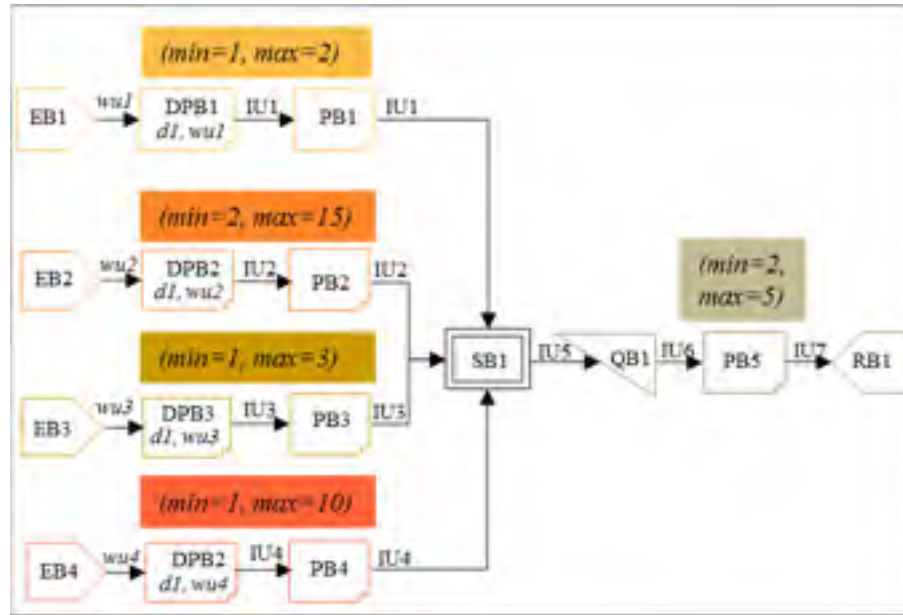 (min=1, max=2)
EB1
wu1
DPB1
d1, wu1
IU1
PB1
IU1
(min=2, max=15)
EB2
wu2
DPB2
d1, wu2
IU2
PB2
IU2
(min=2,
max=5)
(min=1, max=3)
SB1
IU5
QB1
IU6
PB5
IU7
RB1
EB3
wu3
DPB3
d1, wu3
IU3
PB3
IU3
(min=1, max=10)
EB4
wu4
DPB2
d1, wu4
IU4
PB4
IU4